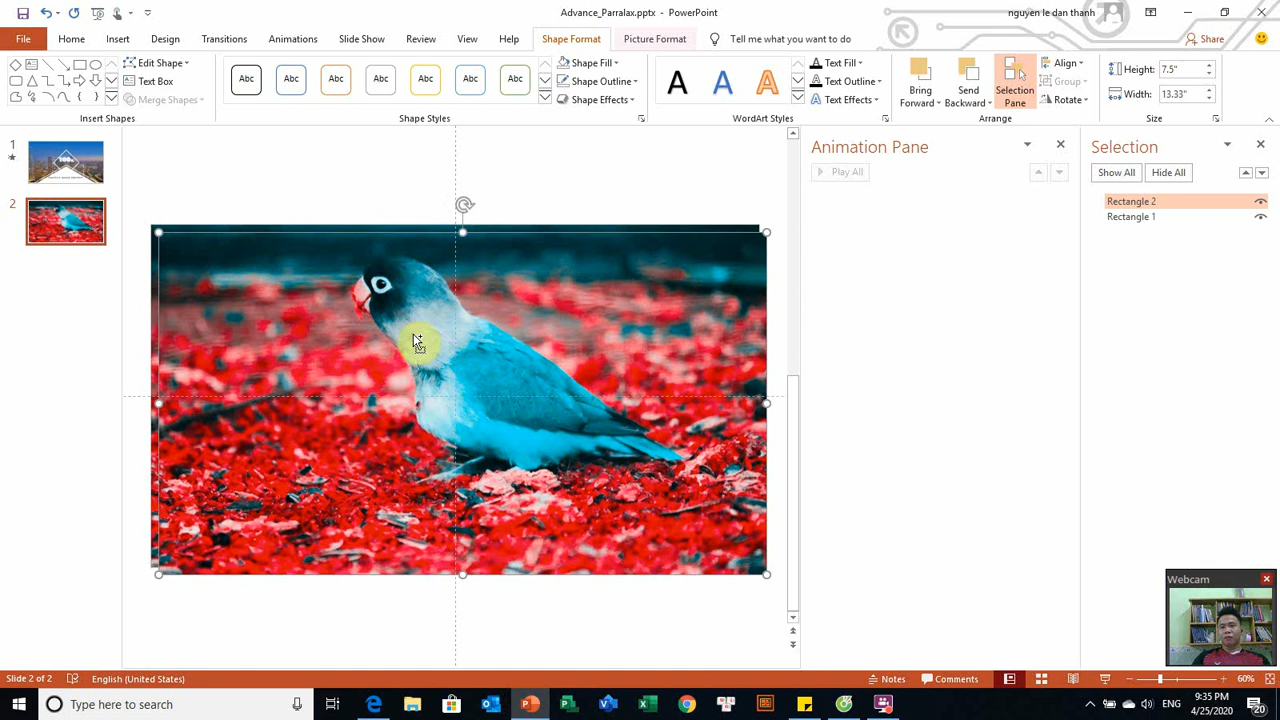 Advance_Parralax.pptx - PowerPoint
nguyen le dan thanh
File Home Insert Design Transitions Animations Slide Show Review View Help Shape Format Picture Format Tell me what you want to do Share
Edit Shape
Text Box
Merge Shapes
Insert Shapes
Abc Abc Abc Abc Abc Abc Abc
Shape Fill
Shape Outline
Shape Effects
Shape Styles
A A A
Text Fill
Text Outline
Text Effects
WordArt Styles
Bring Forward
Send Backward
Selection Pane
Align
Group
Rotate
Arrange
Height: 7.5"
Width: 13.33"
Size
1
2
Animation Pane
Play All
Selection
Show All Hide All
Rectangle 2
Rectangle 1
Webcam
Slide 2 of 2 English (United States) Notes Comments 60%
Type here to search
9:35 PM
4/25/2020
20